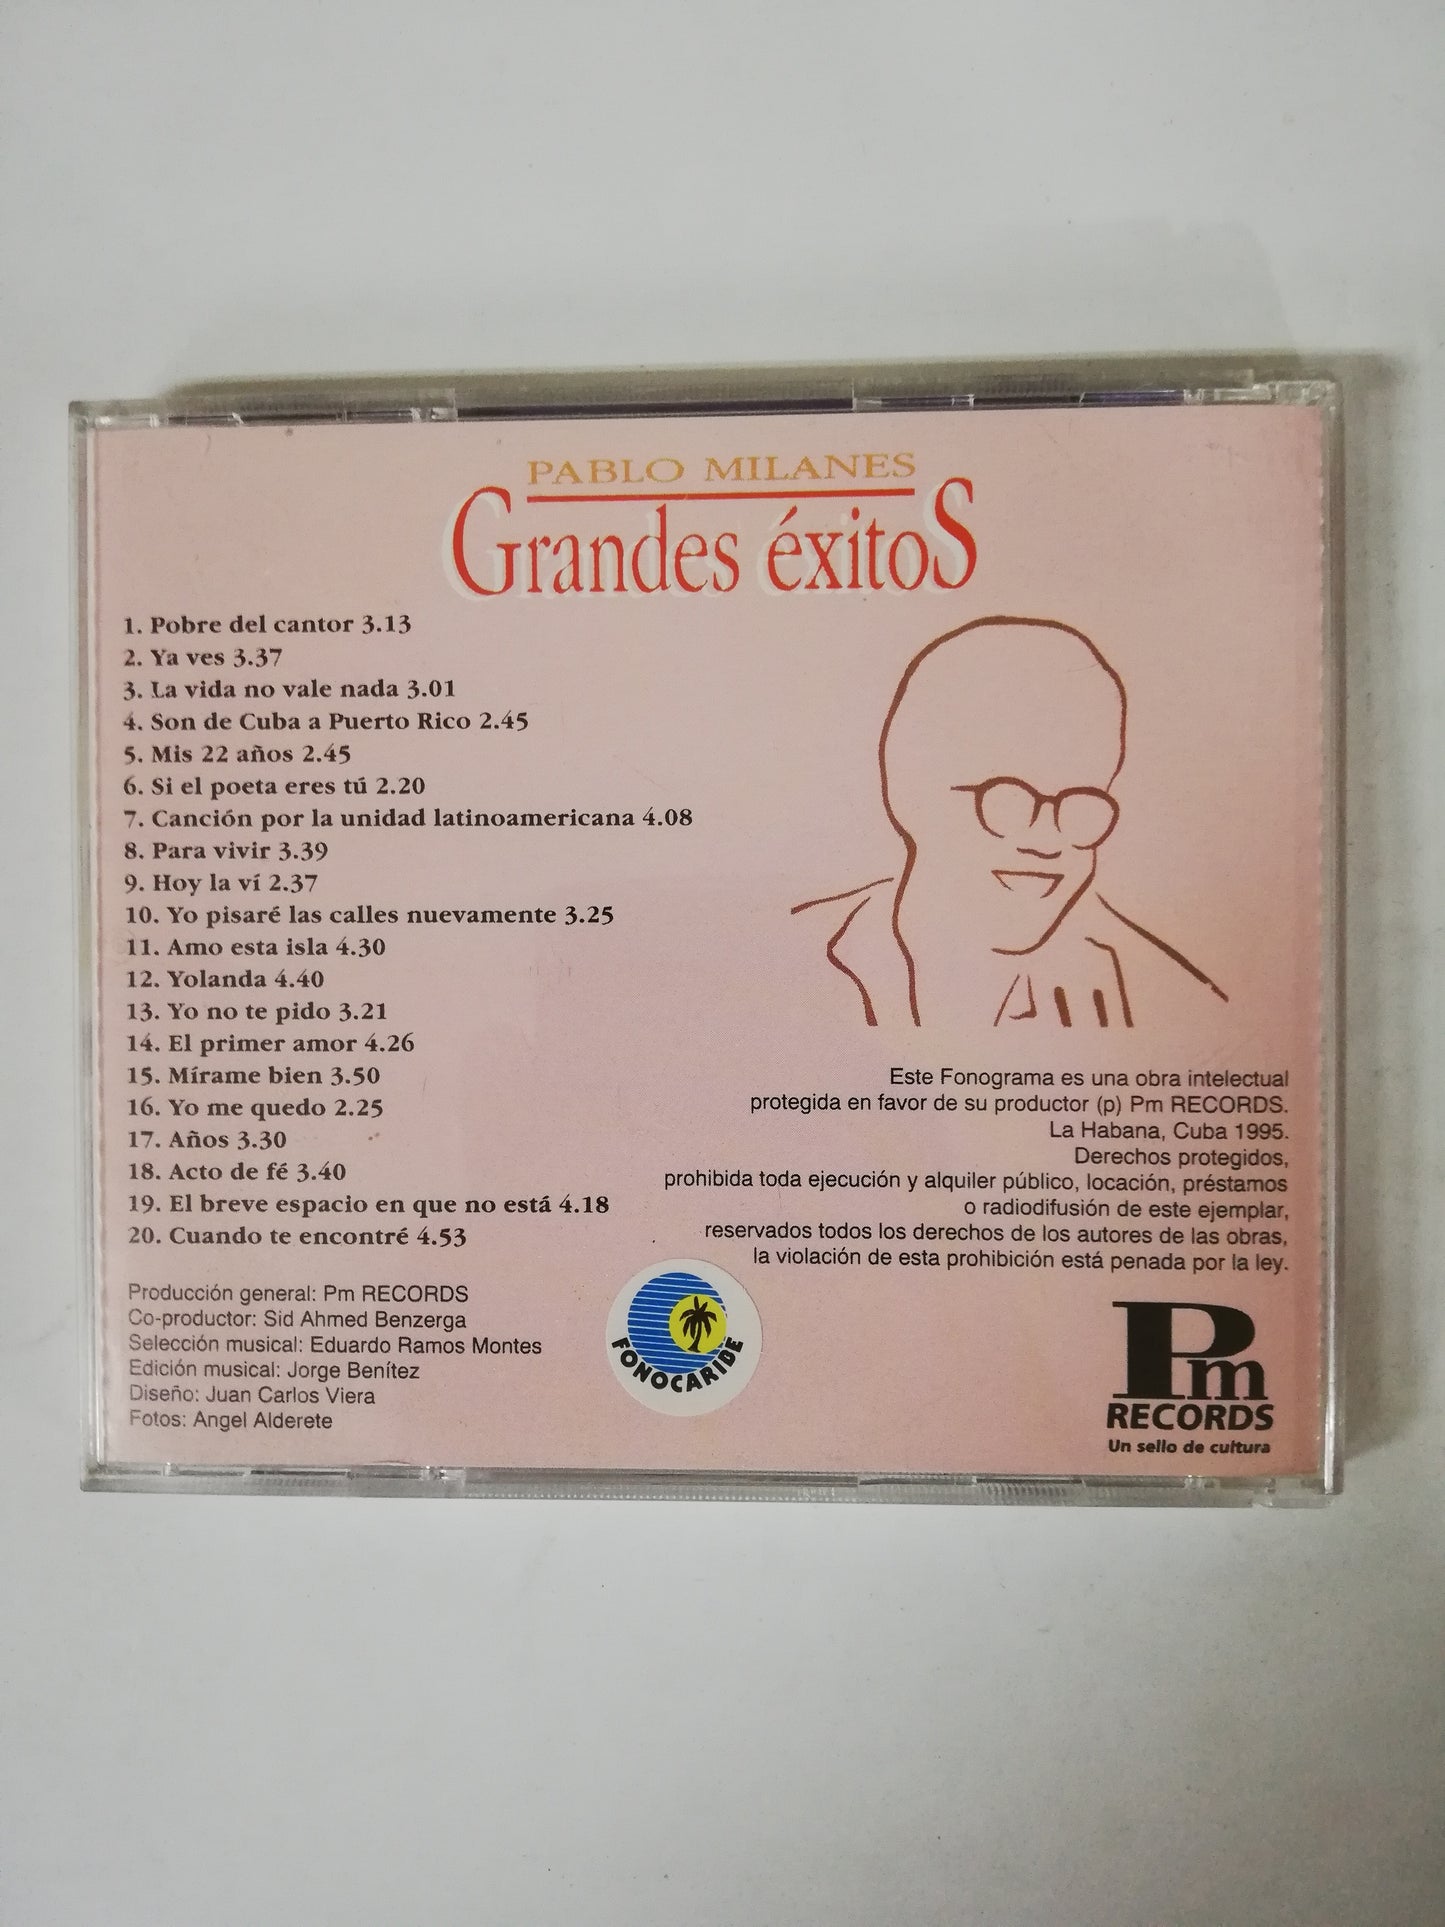 PABLO MILANES
Grandes éxitoS
1. Pobre del cantor 3.13
2. Ya ves 3.37
3. La vida no vale nada 3.01
4. Son de Cuba a Puerto Rico 2.45
5. Mis 22 años 2.45
6. Si el poeta eres tú 2.20
7. Canción por la unidad latinoamericana 4.08
8. Para vivir 3.39
9. Hoy la ví 2.37
10. Yo pisaré las calles nuevamente 3.25
11. Amo esta isla 4.30
12. Yolanda 4.40
13. Yo no te pido 3.21
14. El primer amor 4.26
15. Mírame bien 3.50
16. Yo me quedo 2.25
17. Años 3.30
18. Acto de fé 3.40
19. El breve espacio en que no está 4.18
20. Cuando te encontré 4.53
Este Fonograma es una obra intelectual
protegida en favor de su productor (p) Pm RECORDS.
La Habana, Cuba 1995.
Derechos protegidos,
prohibida toda ejecución y alquiler público, locación, préstamos
o radiodifusión de este ejemplar,
reservados todos los derechos de los autores de las obras,
la violación de esta prohibición está penada por la ley.
Producción general: Pm RECORDS
Co-productor: Sid Ahmed Benzerga
Selección musical: Eduardo Ramos Montes
Edición musical: Jorge Benítez
Diseño: Juan Carlos Viera
Fotos: Angel Alderete
FONOCARIBE
Pm
RECORDS
Un sello de cultura